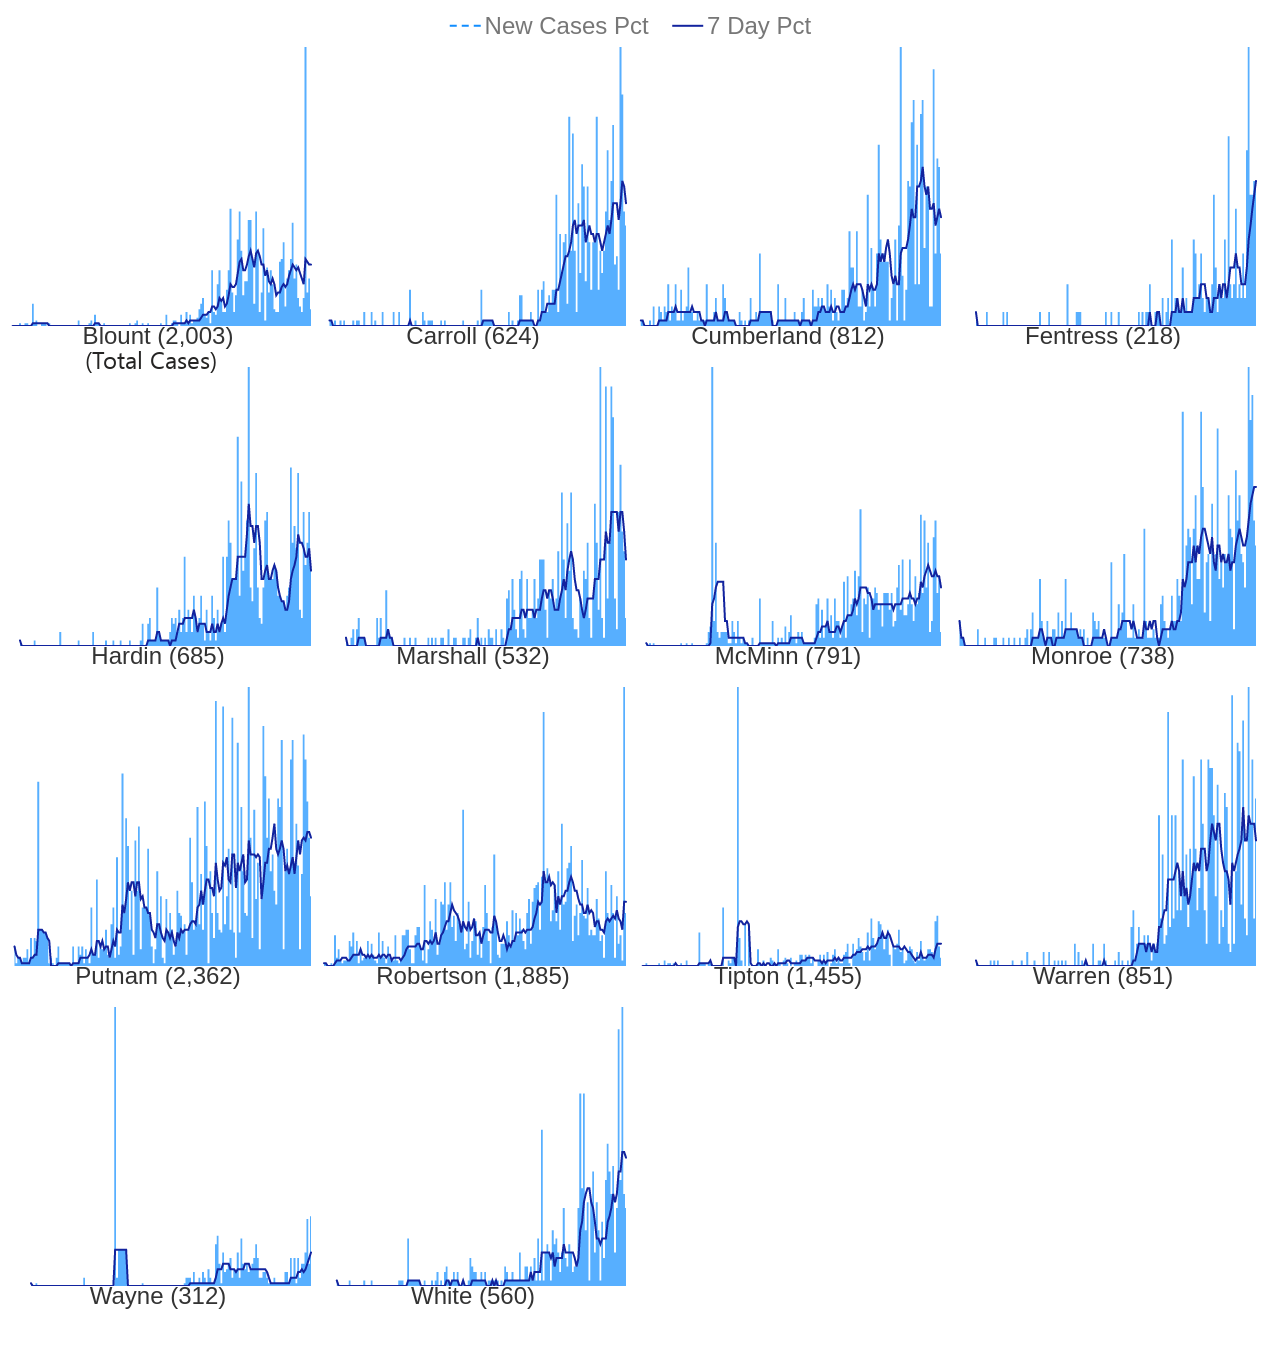 New Cases Pct 7 Day Pct
Blount (2,003) Carroll (624) Cumberland (812) Fentress (218)
(Total Cases)
Hardin (685) Marshall (532) McMinn (791) Monroe (738)
Putnam (2,362) Robertson (1,885) Tipton (1,455) Warren (851)
Wayne (312) White (560)